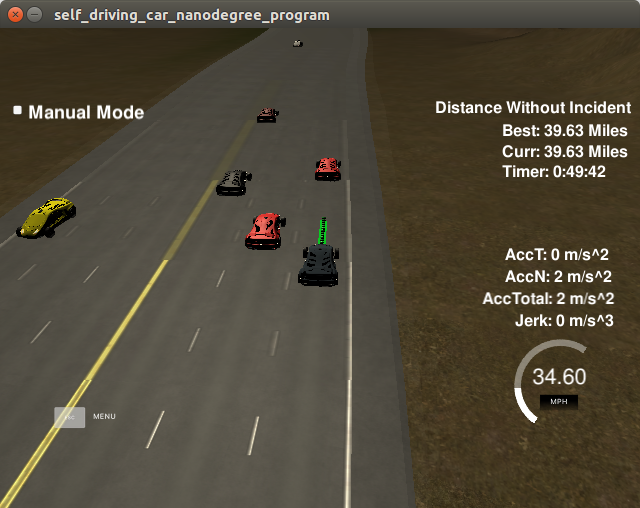 self_driving_car_nanodegree_program
Manual Mode
Distance Without Incident
Best: 39.63 Miles
Curr: 39.63 Miles
Timer: 0:49:42
AccT: 0 m/s^2
AccN: 2 m/s^2
AccTotal: 2 m/s^2
Jerk: 0 m/s^3
34.60
MPH
MENU